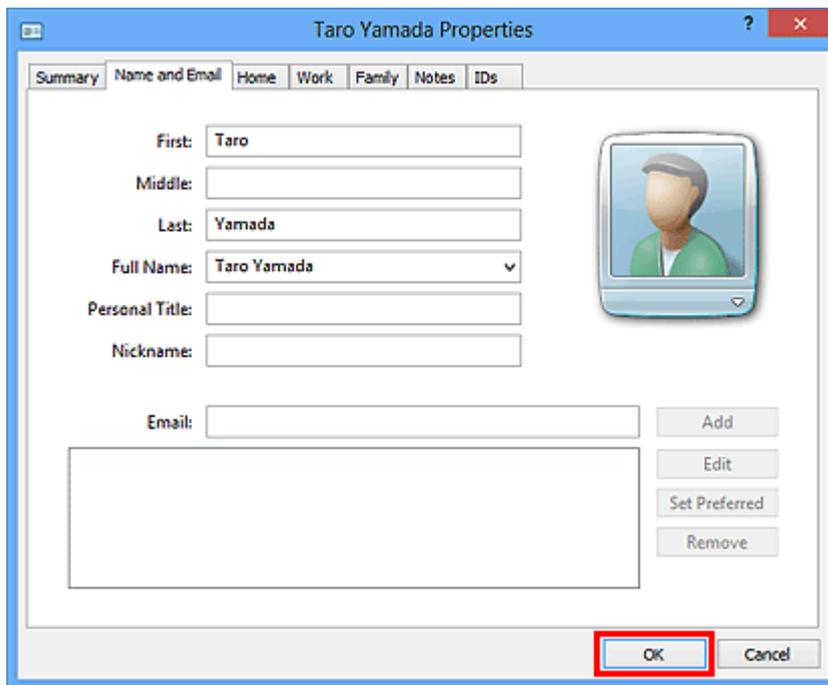 Taro Yamada Properties
?
Summary Name and Email Home Work Family Notes IDs
First: Taro
Middle:
Last: Yamada
Full Name: Taro Yamada
Personal Title:
Nickname:
Email: Add
Edit
Set Preferred
Remove
OK Cancel